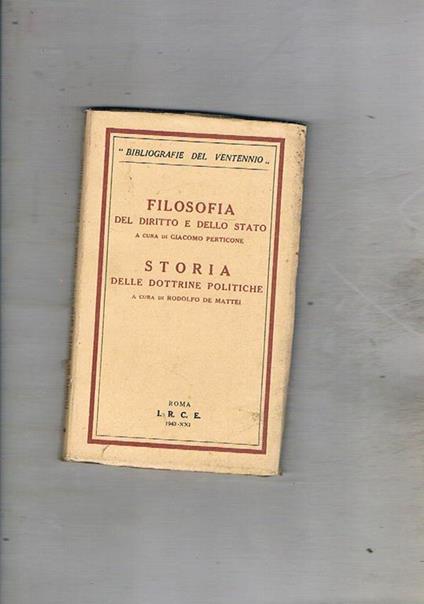 " BIBLIOGRAFIE DEL VENTENNIO "
FILOSOFIA
DEL DIRITTO E DELLO STATO
A CURA DI GIACOMO PERTICONE
STORIA
DELLE DOTTRINE POLITICHE
A CURA DI RODOLFO DE MATTEI
ROMA
I. R. C. E.
1943-XXI